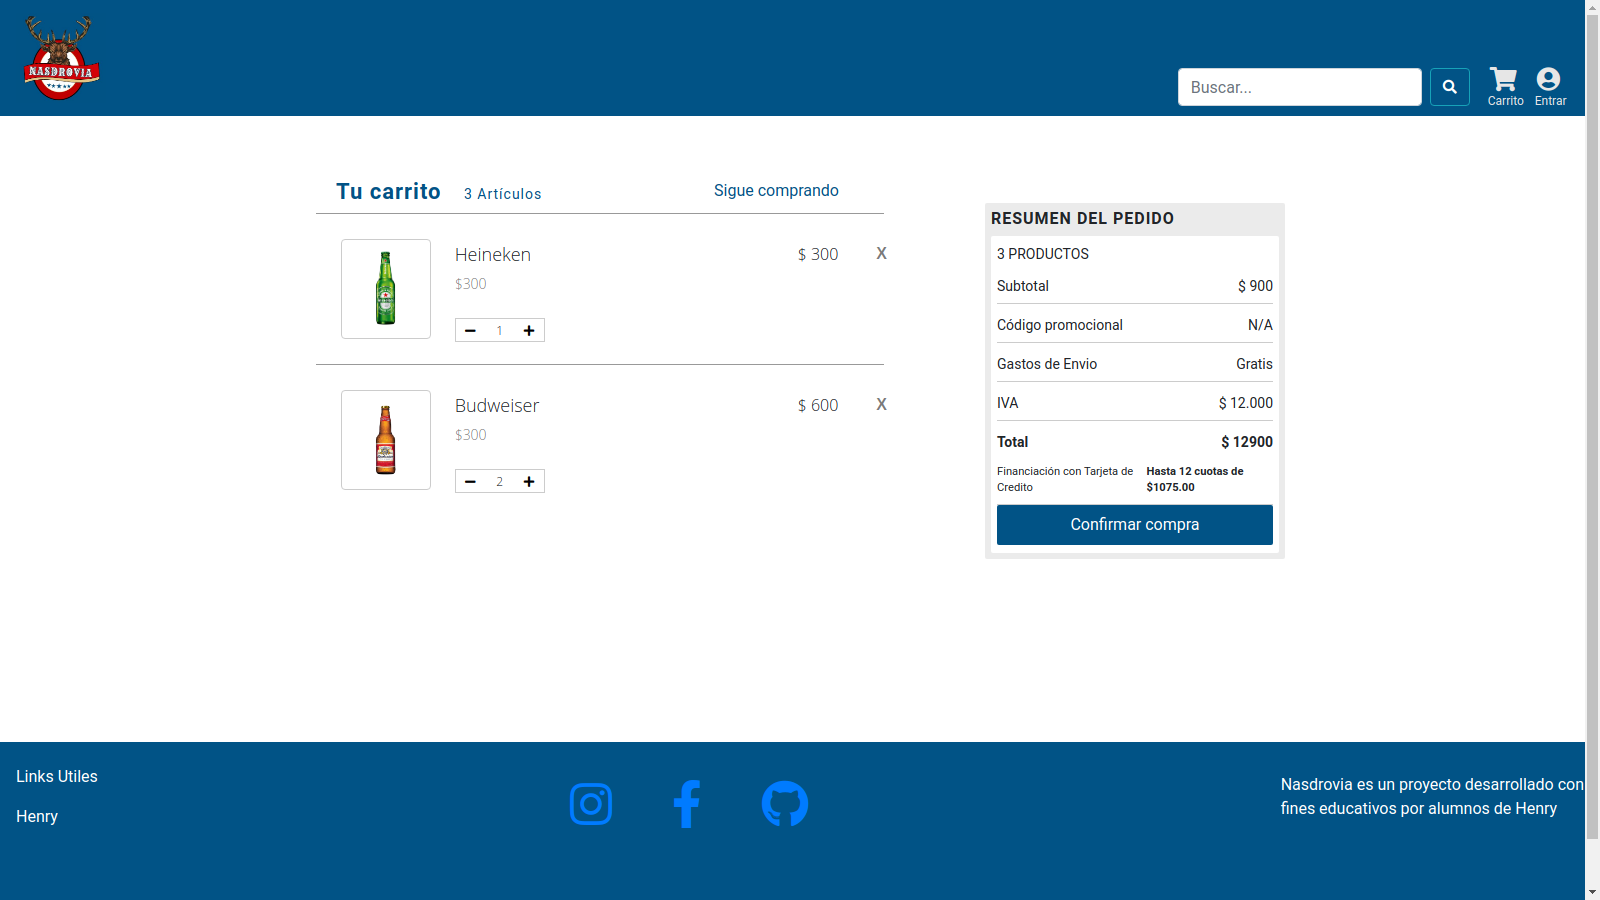 NASDROVIA
Buscar...
Carrito
Entrar
Tu carrito
3 Artículos
Sigue comprando
Heineken
$ 300
X
$300
1
Budweiser
$ 600
X
$300
2
RESUMEN DEL PEDIDO
3 PRODUCTOS
Subtotal $ 900
Código promocional N/A
Gastos de Envio Gratis
IVA $ 12.000
Total $ 12900
Financiación con Tarjeta de
Credito
Hasta 12 cuotas de
$1075.00
Confirmar compra
Links Utiles
Henry
Nasdrovia es un proyecto desarrollado con
fines educativos por alumnos de Henry